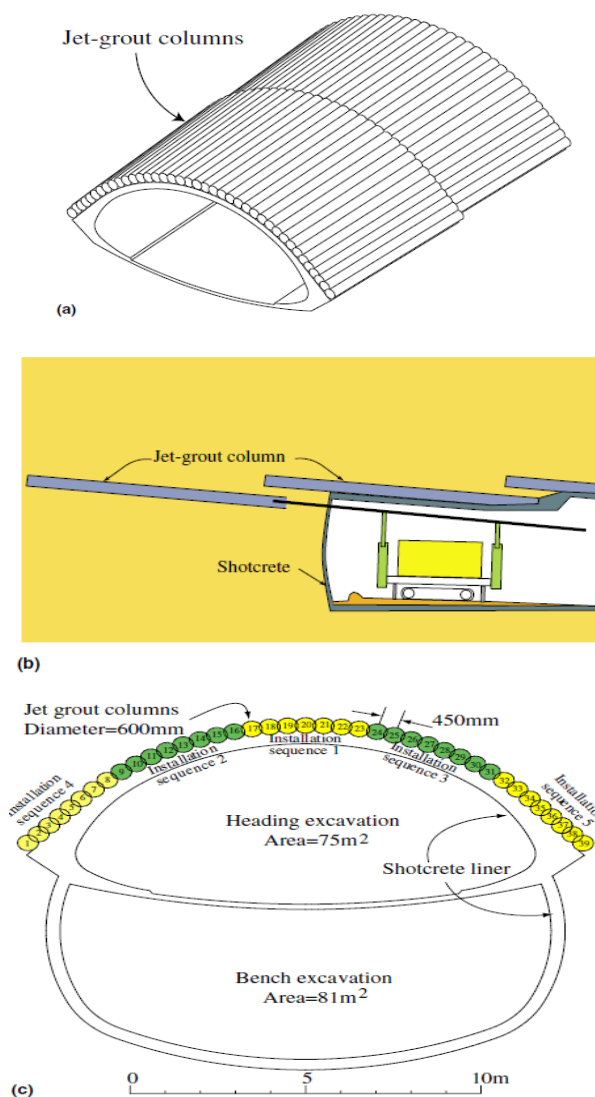 Jet-grout columns
(a)
Jet-grout column
Shotcrete
(b)
Jet grout columns
Diameter=600mm
450mm
1 2 3 4 5 6 7 8 9 10 11 12 13 14 15 16 17 18 19 20 21 22 23 24 25 26 27 28 29 30 31 32 33 34 35 36 37 38 39
Installation
sequence 4
Installation
sequence 2
Installation
sequence 1
Installation
sequence 3
Installation
sequence 5
Heading excavation
Area=75m²
Shotcrete liner
Bench excavation
Area=81m²
(c)
0 5 10m